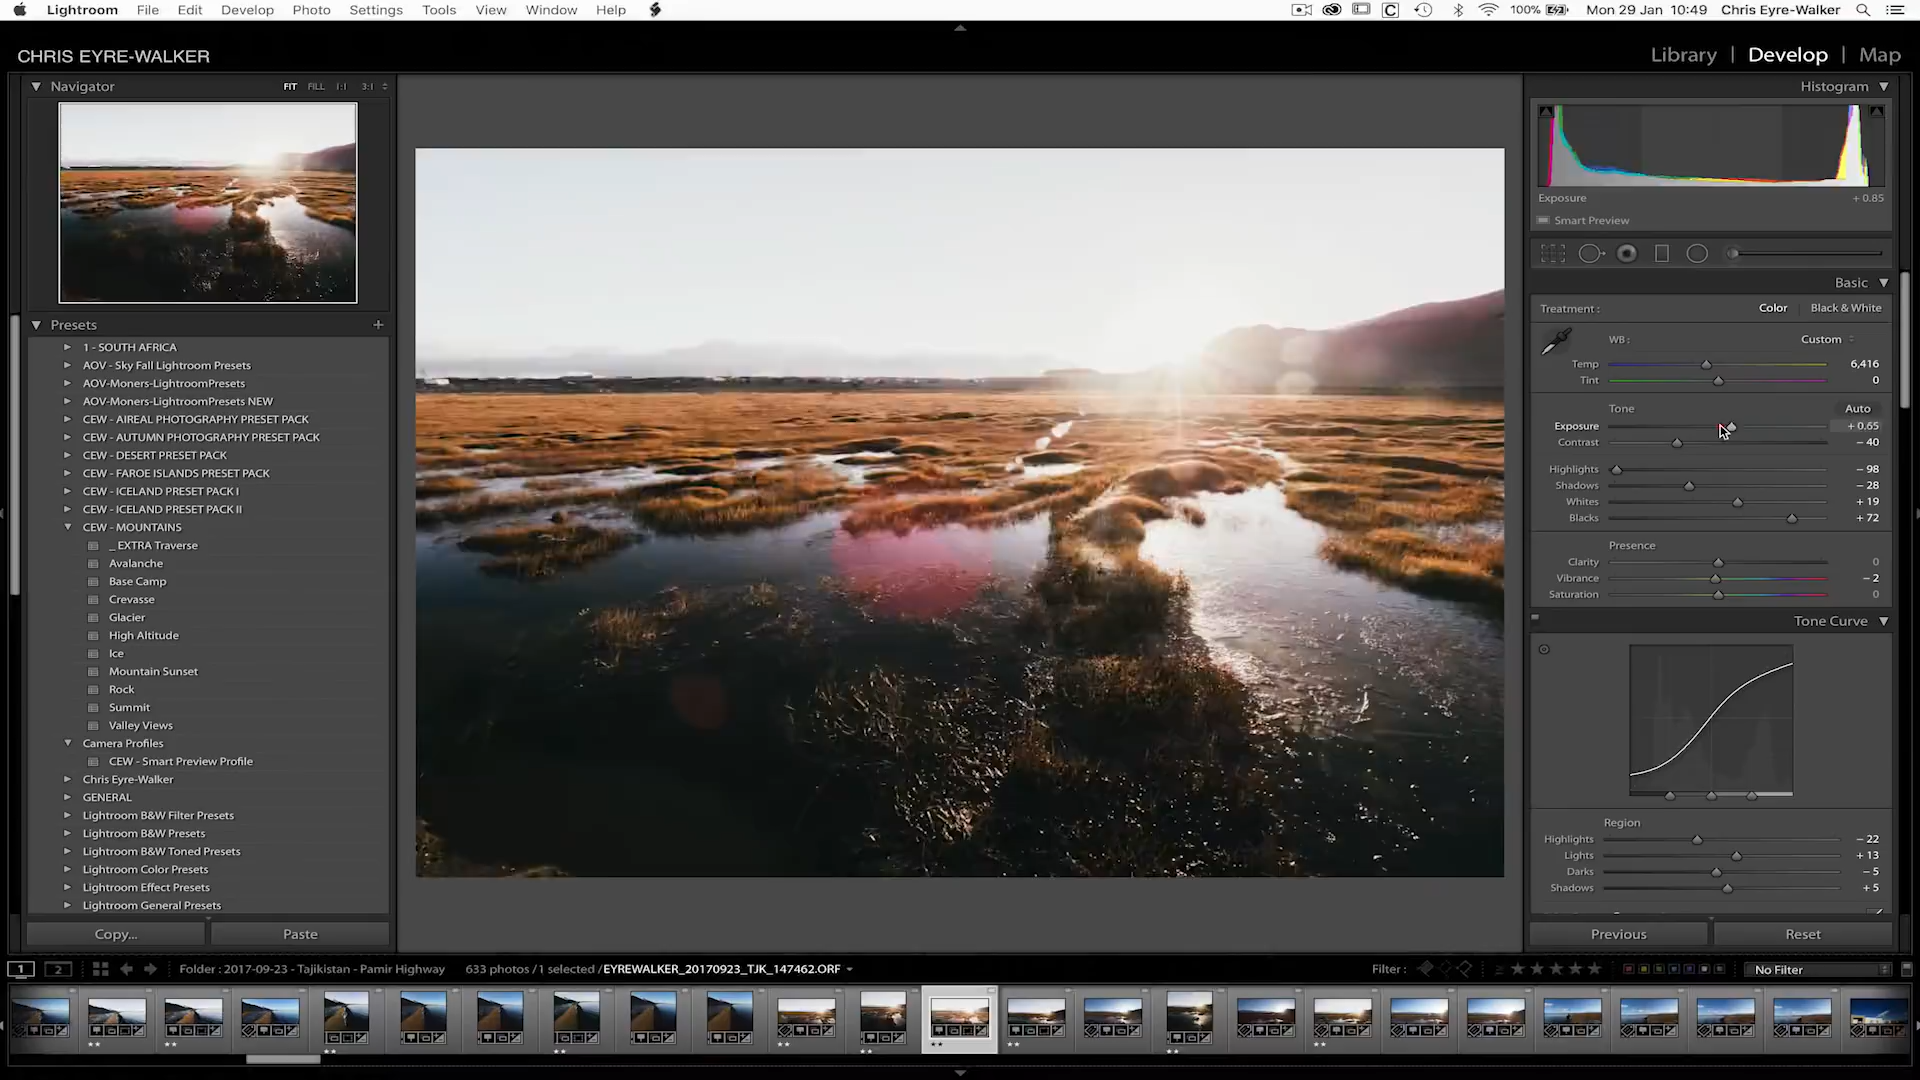 Lightroom File Edit Develop Photo Settings Tools View Window Help 100% Mon 29 Jan 10:49 Chris Eyre-Walker
CHRIS EYRE-WALKER
Library | Develop | Map
Navigator FIT FILL 1:1 3:1
Presets +
1 - SOUTH AFRICA
AOV - Sky Fall Lightroom Presets
AOV-Moners-LightroomPresets
AOV-Moners-LightroomPresets NEW
CEW - AIREAL PHOTOGRAPHY PRESET PACK
CEW - AUTUMN PHOTOGRAPHY PRESET PACK
CEW - DESERT PRESET PACK
CEW - FAROE ISLANDS PRESET PACK
CEW - ICELAND PRESET PACK I
CEW - ICELAND PRESET PACK II
CEW - MOUNTAINS
_ EXTRA Traverse
Avalanche
Base Camp
Crevasse
Glacier
High Altitude
Ice
Mountain Sunset
Rock
Summit
Valley Views
Camera Profiles
CEW - Smart Preview Profile
Chris Eyre-Walker
GENERAL
Lightroom B&W Filter Presets
Lightroom B&W Presets
Lightroom B&W Toned Presets
Lightroom Color Presets
Lightroom Effect Presets
Lightroom General Presets
Copy... Paste
Histogram
Exposure + 0.85
Smart Preview
Basic
Treatment : Color | Black & White
WB : Custom
Temp 6,416
Tint 0
Tone Auto
Exposure + 0.65
Contrast - 40
Highlights - 98
Shadows - 28
Whites + 19
Blacks + 72
Presence
Clarity 0
Vibrance - 2
Saturation 0
Tone Curve
Region
Highlights - 22
Lights + 13
Darks - 5
Shadows + 5
Previous Reset
1 2 Folder : 2017-09-23 - Tajikistan - Pamir Highway 633 photos / 1 selected / EYREWALKER_20170923_TJK_147462.ORF Filter : No Filter